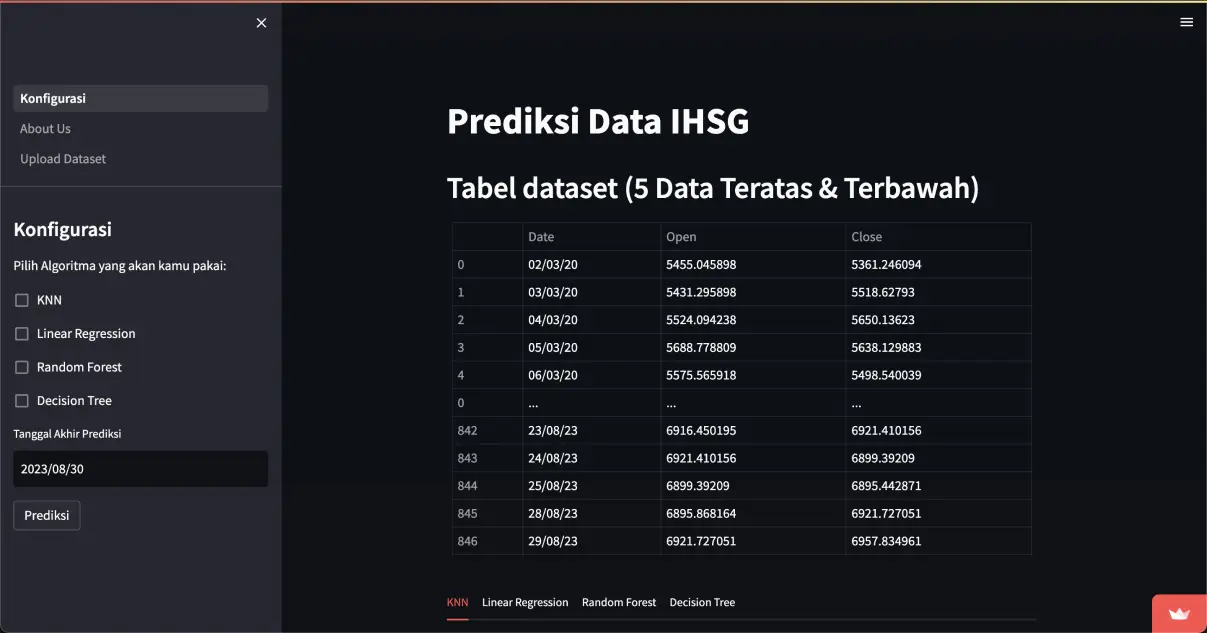 Konfigurasi
About Us
Upload Dataset
Konfigurasi
Pilih Algoritma yang akan kamu pakai:
KNN
Linear Regression
Random Forest
Decision Tree
Tanggal Akhir Prediksi
2023/08/30
Prediksi
Prediksi Data IHSG
Tabel dataset (5 Data Teratas & Terbawah)
Date Open Close
0 02/03/20 5455.045898 5361.246094
1 03/03/20 5431.295898 5518.62793
2 04/03/20 5524.094238 5650.13623
3 05/03/20 5688.778809 5638.129883
4 06/03/20 5575.565918 5498.540039
0 ... ... ...
842 23/08/23 6916.450195 6921.410156
843 24/08/23 6921.410156 6899.39209
844 25/08/23 6899.39209 6895.442871
845 28/08/23 6895.868164 6921.727051
846 29/08/23 6921.727051 6957.834961
KNN Linear Regression Random Forest Decision Tree